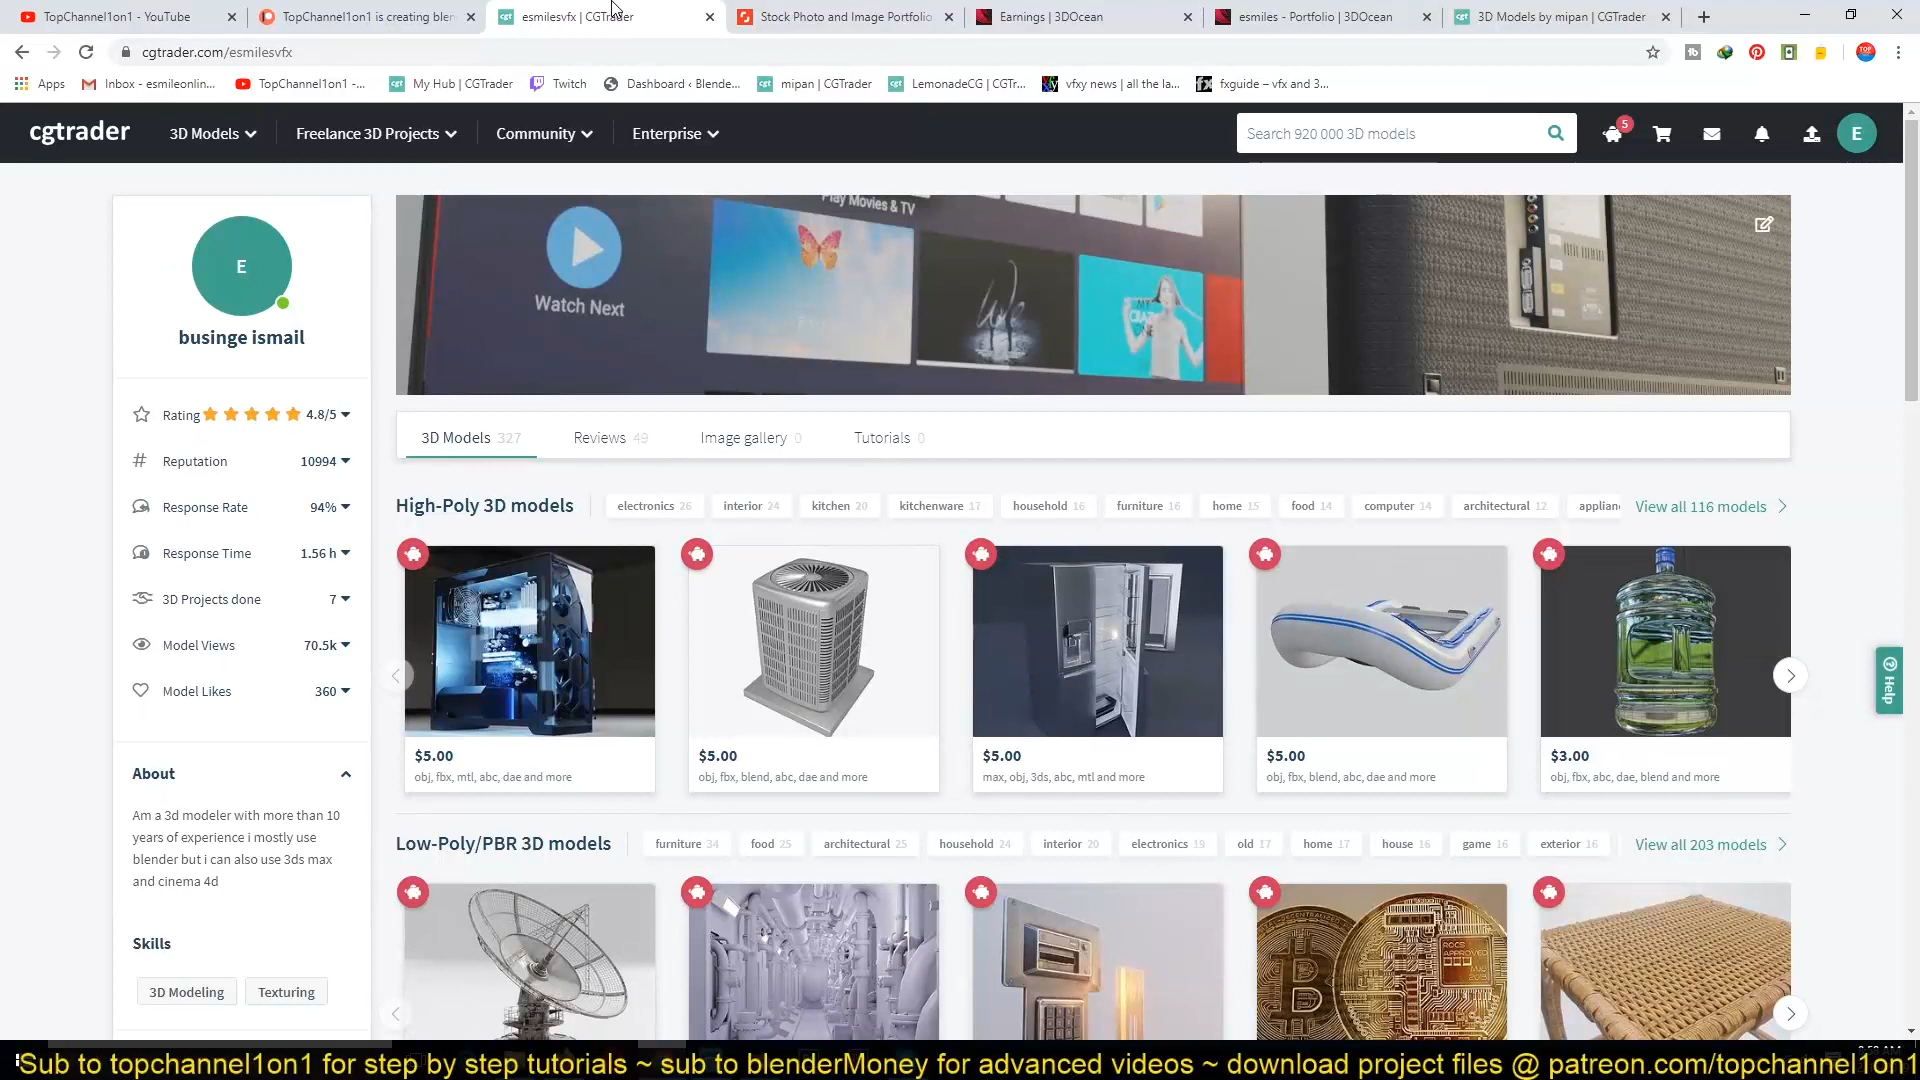 TopChannel1on1 - YouTube
TopChannel1on1 is creating blen
esmilesvfx | CGTrader
Stock Photo and Image Portfolio
Earnings | 3DOcean
esmiles - Portfolio | 3DOcean
3D Models by mipan | CGTrader
cgtrader.com/esmilesvfx
Apps
Inbox - esmileonlin...
TopChannel1on1 -...
My Hub | CGTrader
Twitch
Dashboard ‹ Blende...
mipan | CGTrader
LemonadeCG | CGTr...
vfxy news | all the la...
fxguide – vfx and 3...
cgtrader
3D Models
Freelance 3D Projects
Community
Enterprise
Search 920 000 3D models
5
E
E
businge ismail
Rating 4.8/5
Reputation 10994
Response Rate 94%
Response Time 1.56 h
3D Projects done 7
Model Views 70.5k
Model Likes 360
About
Am a 3d modeler with more than 10
years of experience i mostly use
blender but i can also use 3ds max
and cinema 4d
Skills
3D Modeling
Texturing
Play Movies & TV
Watch Next
3D Models 327
Reviews 49
Image gallery 0
Tutorials 0
High-Poly 3D models
electronics 26
interior 24
kitchen 20
kitchenware 17
household 16
furniture 16
home 15
food 14
computer 14
architectural 12
applian
View all 116 models
$5.00
obj, fbx, mtl, abc, dae and more
$5.00
obj, fbx, blend, abc, dae and more
$5.00
max, obj, 3ds, abc, mtl and more
$5.00
obj, fbx, blend, abc, dae and more
$3.00
obj, fbx, abc, dae, blend and more
Help
Low-Poly/PBR 3D models
furniture 34
food 25
architectural 25
household 24
interior 20
electronics 19
old 17
home 17
house 16
game 16
exterior 16
View all 203 models
Sub to topchannel1on1 for step by step tutorials ~ sub to blenderMoney for advanced videos ~ download project files @ patreon.com/topchannel1on1